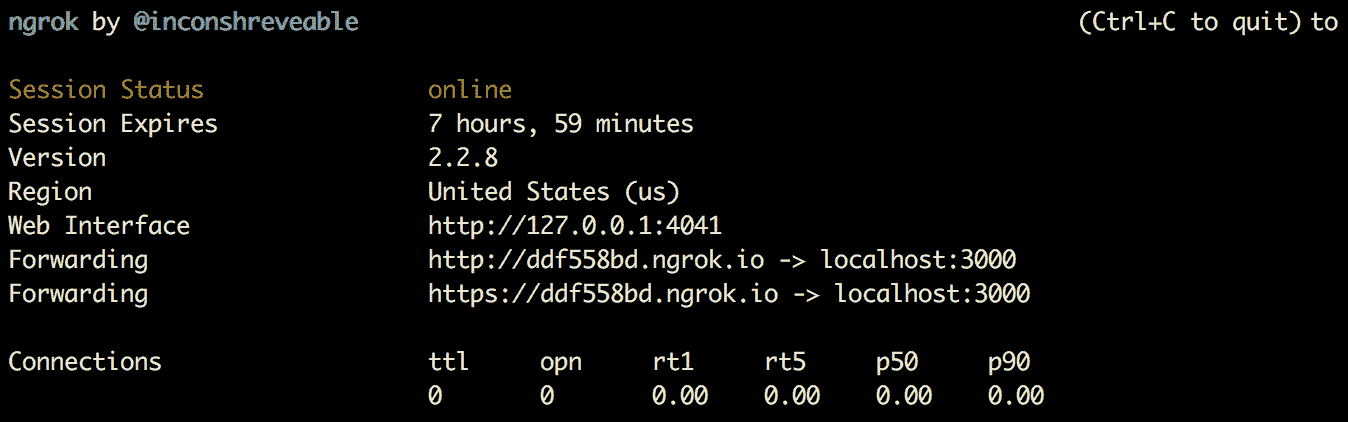 ngrok by @inconshreveable (Ctrl+C to quit) to
Session Status online
Session Expires 7 hours, 59 minutes
Version 2.2.8
Region United States (us)
Web Interface http://127.0.0.1:4041
Forwarding http://ddf558bd.ngrok.io -> localhost:3000
Forwarding https://ddf558bd.ngrok.io -> localhost:3000
Connections ttl opn rt1 rt5 p50 p90
0 0 0.00 0.00 0.00 0.00